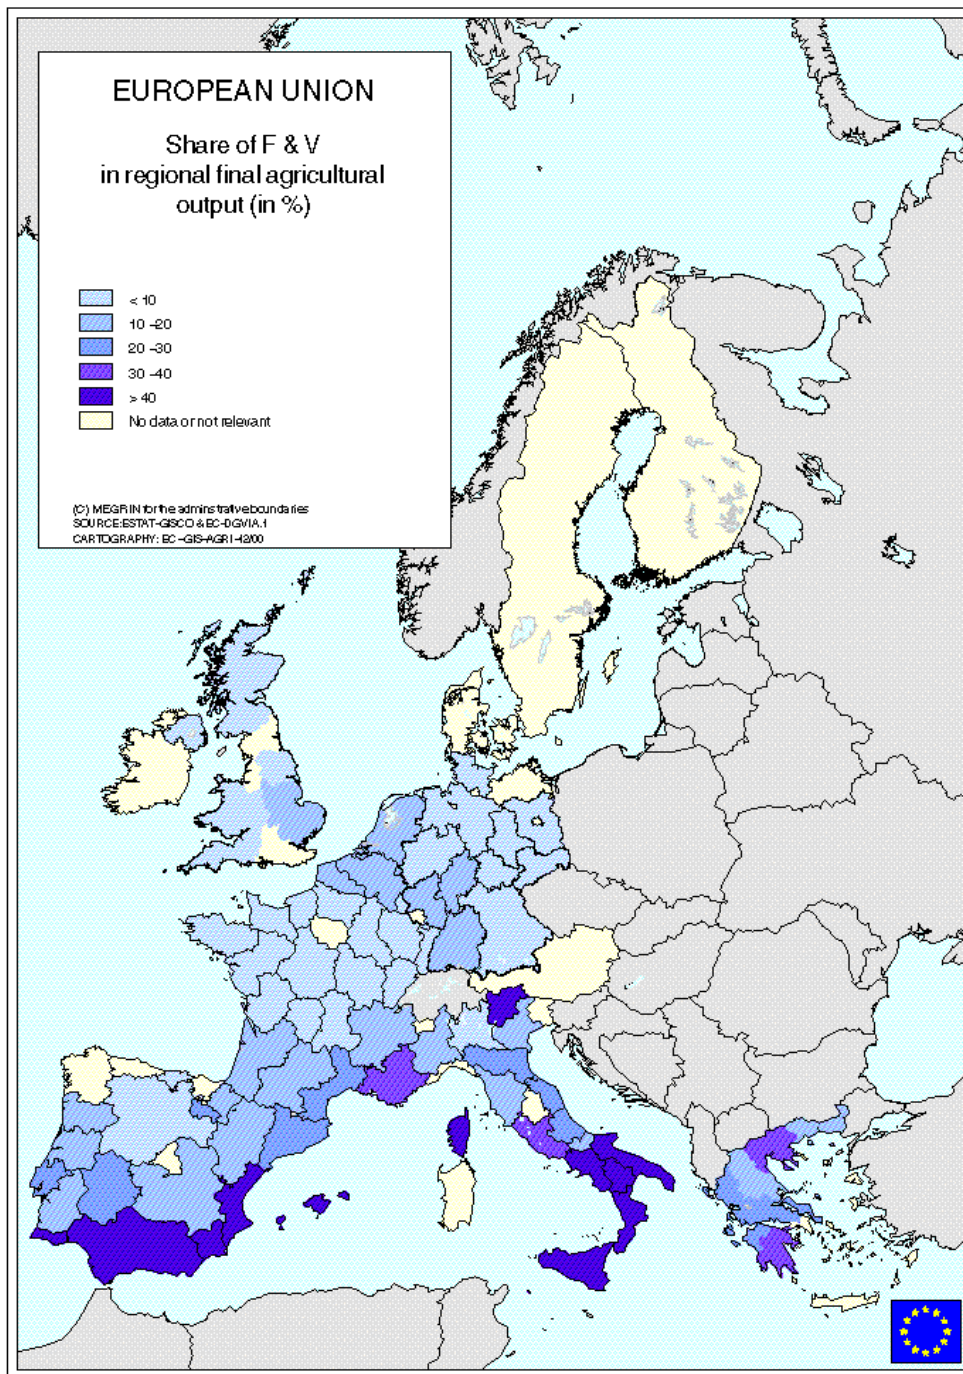 EUROPEAN UNION
Share of F & V
in regional final agricultural
output (in %)
< 10
10 -20
20 -30
30 -40
> 40
No data or not relevant
(C) MEGRIN for the adminstrative boundaries
SOURCE:ESTAT-GISCO & EC-DGVIA.1
CARTOGRAPHY: EC-GIS-AGRI-12/00